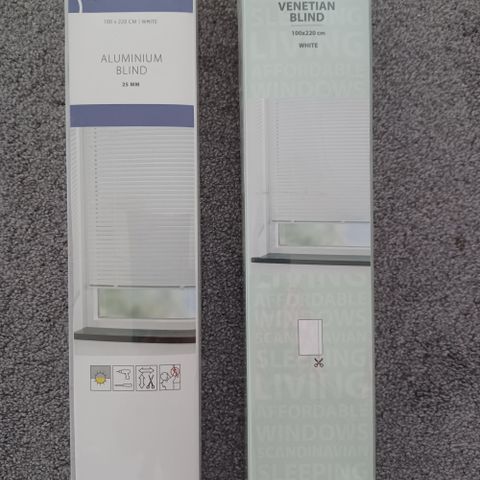 100 x 220 CM | WHITE
ALUMINIUM
BLIND
25 MM
VENETIAN
BLIND
100x220 cm
WHITE
SLEEPING
LIVING
AFFORDABLE
WINDOWS
LIVING
AFFORDABLE
WINDOWS
SCANDINAVIAN
SLEEPING
LIVING
AFFORDABLE
WINDOWS
SCANDINAVIAN
SLEEPING